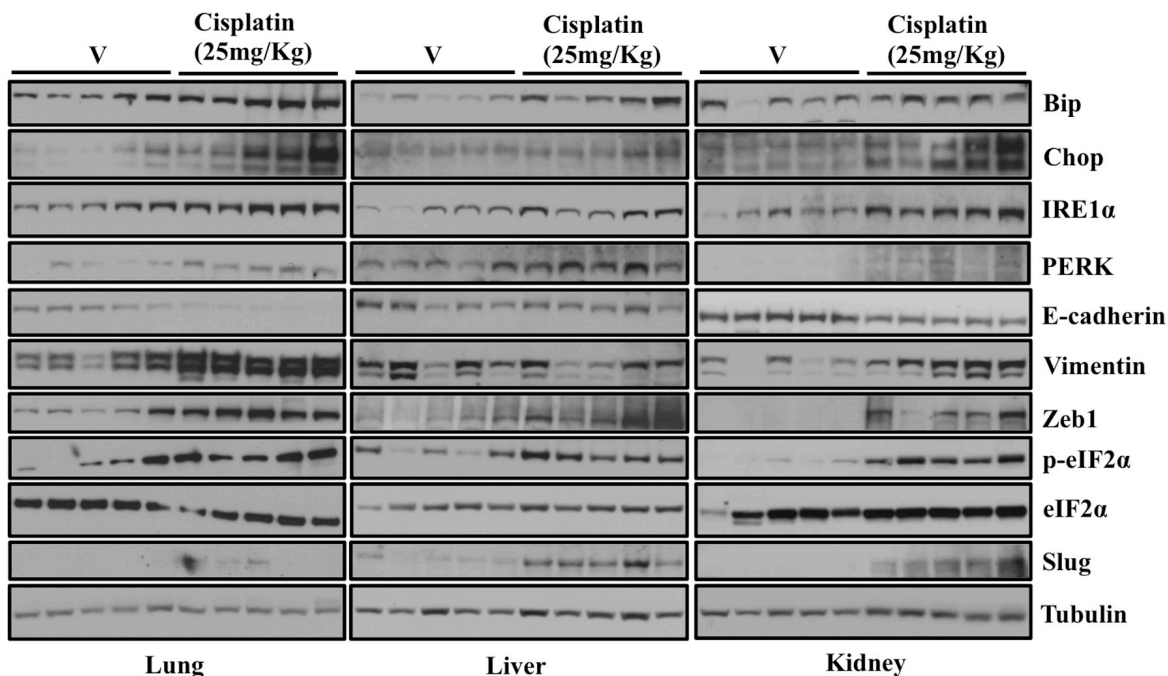 Cisplatin
(25mg/Kg)
V
Cisplatin
(25mg/Kg)
V
Cisplatin
(25mg/Kg)
V
Bip
Chop
IRE1α
PERK
E-cadherin
Vimentin
Zeb1
p-eIF2α
eIF2α
Slug
Tubulin
Lung
Liver
Kidney